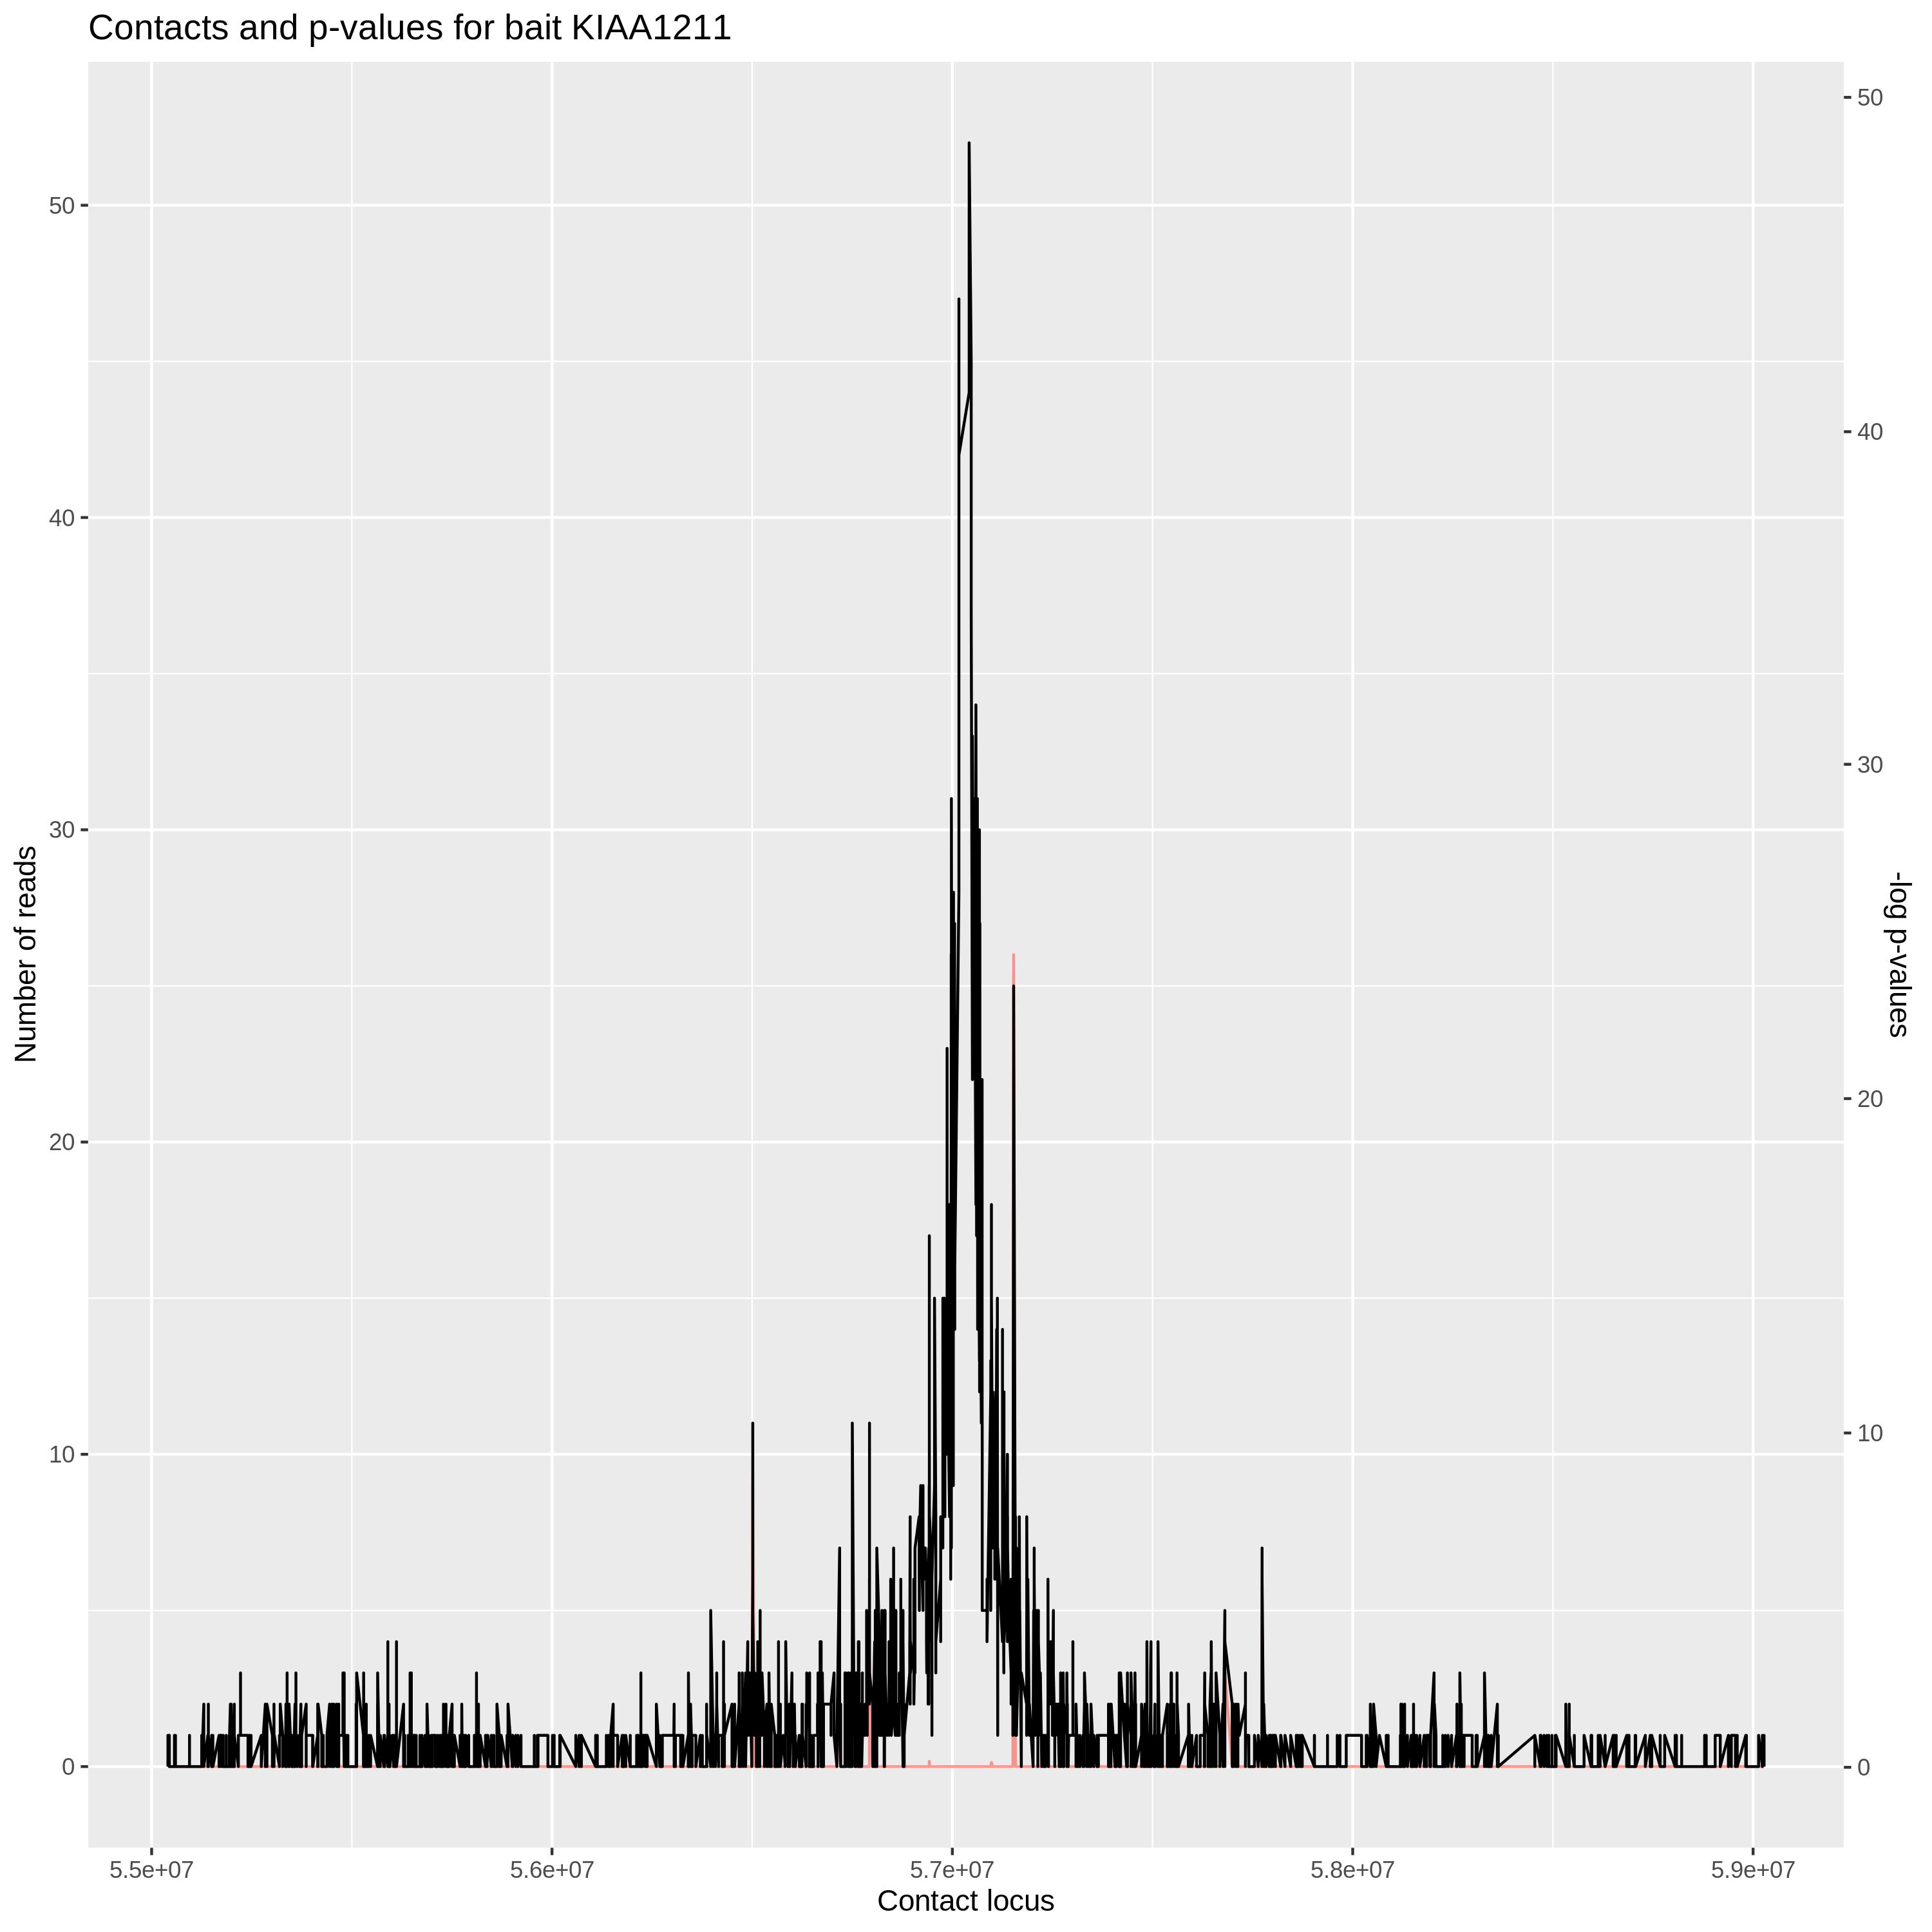 Contacts and p-values for bait KIAA1211
50
40
30
20
10
0
Number of reads
50
40
30
20
10
0
-log p-values
5.5e+07 5.6e+07 5.7e+07 5.8e+07 5.9e+07
Contact locus